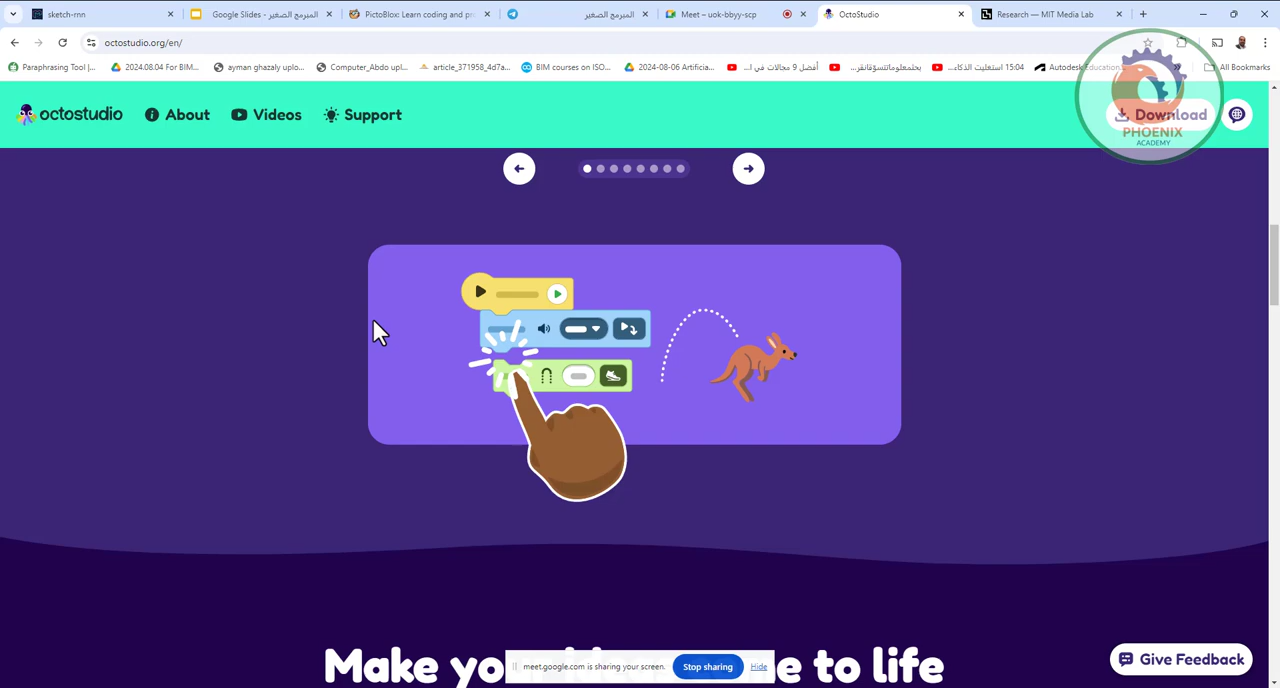 sketch-rnn
Google Slides - المبرمج الصغير
PictoBlox: Learn coding and pr
المبرمج الصغير
Meet – uok-bbyy-scp
OctoStudio
Research — MIT Media Lab
octostudio.org/en/
Paraphrasing Tool |...
2024.08.04 For BIM...
ayman ghazaly uplo...
Computer_Abdo upl...
BIM courses on ISO...
2024-08-06 Artificia...
أفضل 9 مجالات في ا...
15:04 استغليت الذكاء...
Autodesk Education
All Bookmarks
octostudio
About
Videos
Support
Download
PHOENIX
ACADEMY
Make
to life
meet.google.com is sharing your screen.
Stop sharing
Hide
Give Feedback